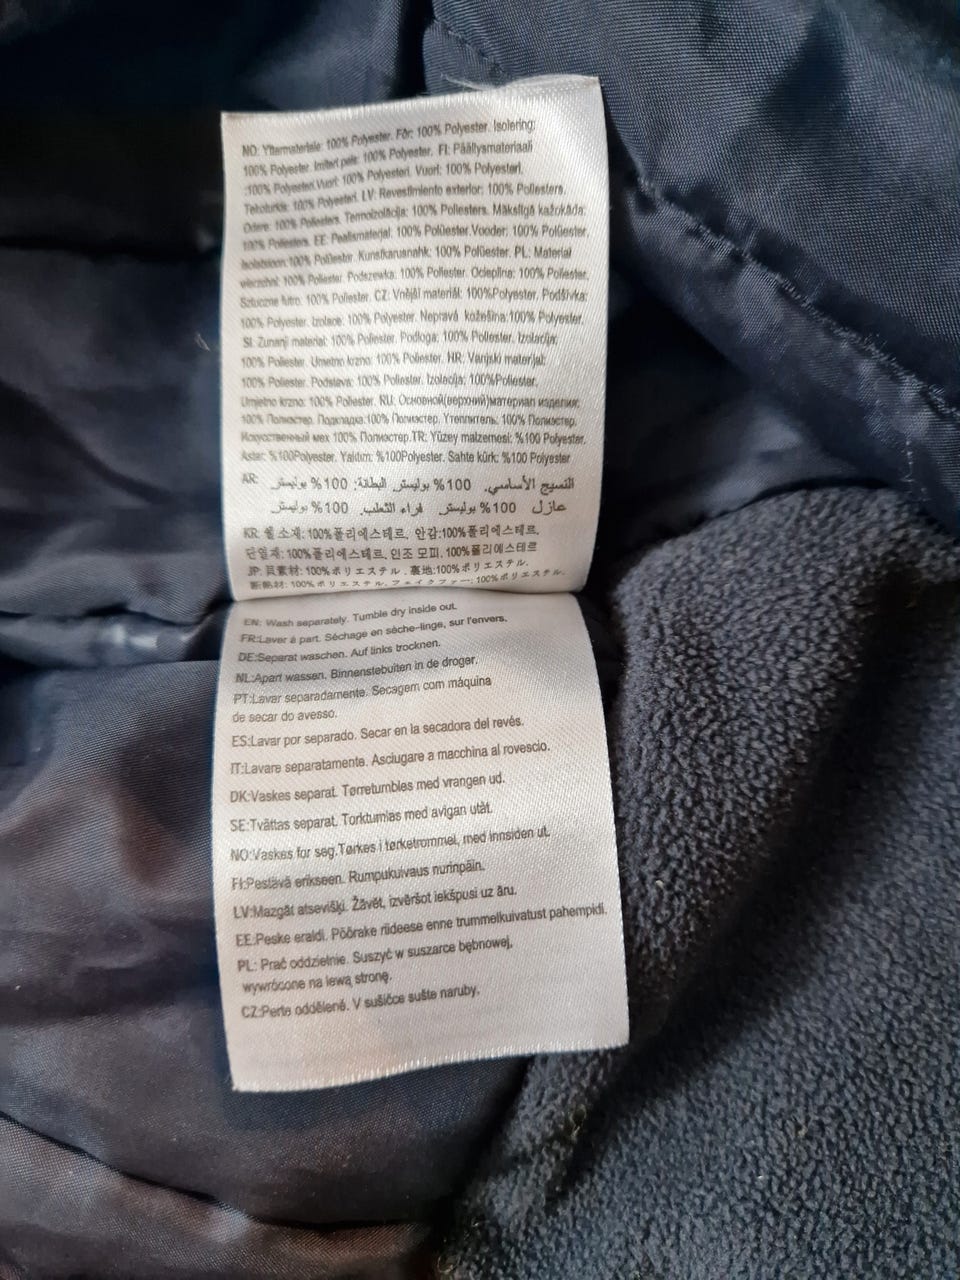 NO: Yttermateriale: 100% Polyester. Fôr: 100% Polyester. Isolering:
100% Polyester. Imitert pels: 100% Polyester. FI: Päällysmateriaali
:100% Polyesteri.Vuori: 100% Polyesteri. Vuori: 100% Polyesteri.
Tekoturkis: 100% Polyesteri. LV: Revestimiento exterior: 100% Poliesters.
Odere: 100% Poliesters. Termoizolācija: 100% Poliesters. Mākslīgā kažokāda:
100% Poliesters. EE: Pealismaterjal: 100% Polüester.Vooder: 100% Polüester.
Isolatsioon:100% Polüester. Kunstkarusnahk: 100% Polüester. PL: Materiał
wierzchni: 100% Poliester. Podszewka: 100% Poliester. Ocieplina: 100% Poliester.
Sztuczne futro: 100% Poliester. CZ: Vnější materiál: 100%Polyester. Podšívka:
100% Polyester. Izolace: 100% Polyester. Nepravá kožešina:100% Polyester.
SI: Zunanji material: 100% Poliester. Podloga: 100% Poliester. Izolacija:
100% Poliester. Umetno krzno: 100% Poliester. HR: Vanjski materjal:
100% Poliester. Podstava: 100% Poliester. Izolacija: 100%Poliester.
Umjetno krzno: 100% Poliester. RU: Основной(верхний)материал изделия:
100% Полиэстер. Подкладка:100% Полиэстер. Утеплитель: 100% Полиэстер.
Искусственный мех 100% Полиэстер.TR: Yüzey malzemesi: %100 Polyester.
Astar: %100Polyester. Yalıtım: %100Polyester. Sahte kürk: %100 Polyester
AR: النسيج الأساسي. 100% بوليستر. البطانة: 100% بوليستر.
عازل 100% بوليستر. فراء الثعلب. 100% بوليستر.
KR: 쉘 소재: 100%폴리에스테르. 안감:100%폴리에스테르.
단열재: 100%폴리에스테르. 인조 모피. 100%폴리에스테르
JP: 貝素材: 100%ポリエステル. 裏地:100%ポリエステル.
断熱材: 100%ポリエステル. フェイクファー: 100%ポリエステル.
EN: Wash separately. Tumble dry inside out.
FR:Laver à part. Séchage en sèche-linge, sur l'envers.
DE:Separat waschen. Auf links trocknen.
NL:Apart wassen. Binnenstebuiten in de droger.
PT:Lavar separadamente. Secagem com máquina
de secar do avesso.
ES:Lavar por separado. Secar en la secadora del revés.
IT:Lavare separatamente. Asciugare a macchina al rovescio.
DK:Vaskes separat. Tørretumbles med vrangen ud.
SE:Tvättas separat. Torktumlas med avigan utåt.
NO:Vaskes for seg.Tørkes i tørketrommel, med innsiden ut.
FI:Pestävä erikseen. Rumpukuivaus nurinpäin.
LV:Mazgāt atsevišķi. Žāvēt, izvēršot iekšpusi uz āru.
EE:Peske eraldi. Pöörake riideese enne trummelkuivatust pahempidi.
PL: Prać oddzielnie. Suszyć w suszarce bębnowej,
wywrócone na lewą stronę.
CZ:Perte odděleně. V sušičce sušte naruby.